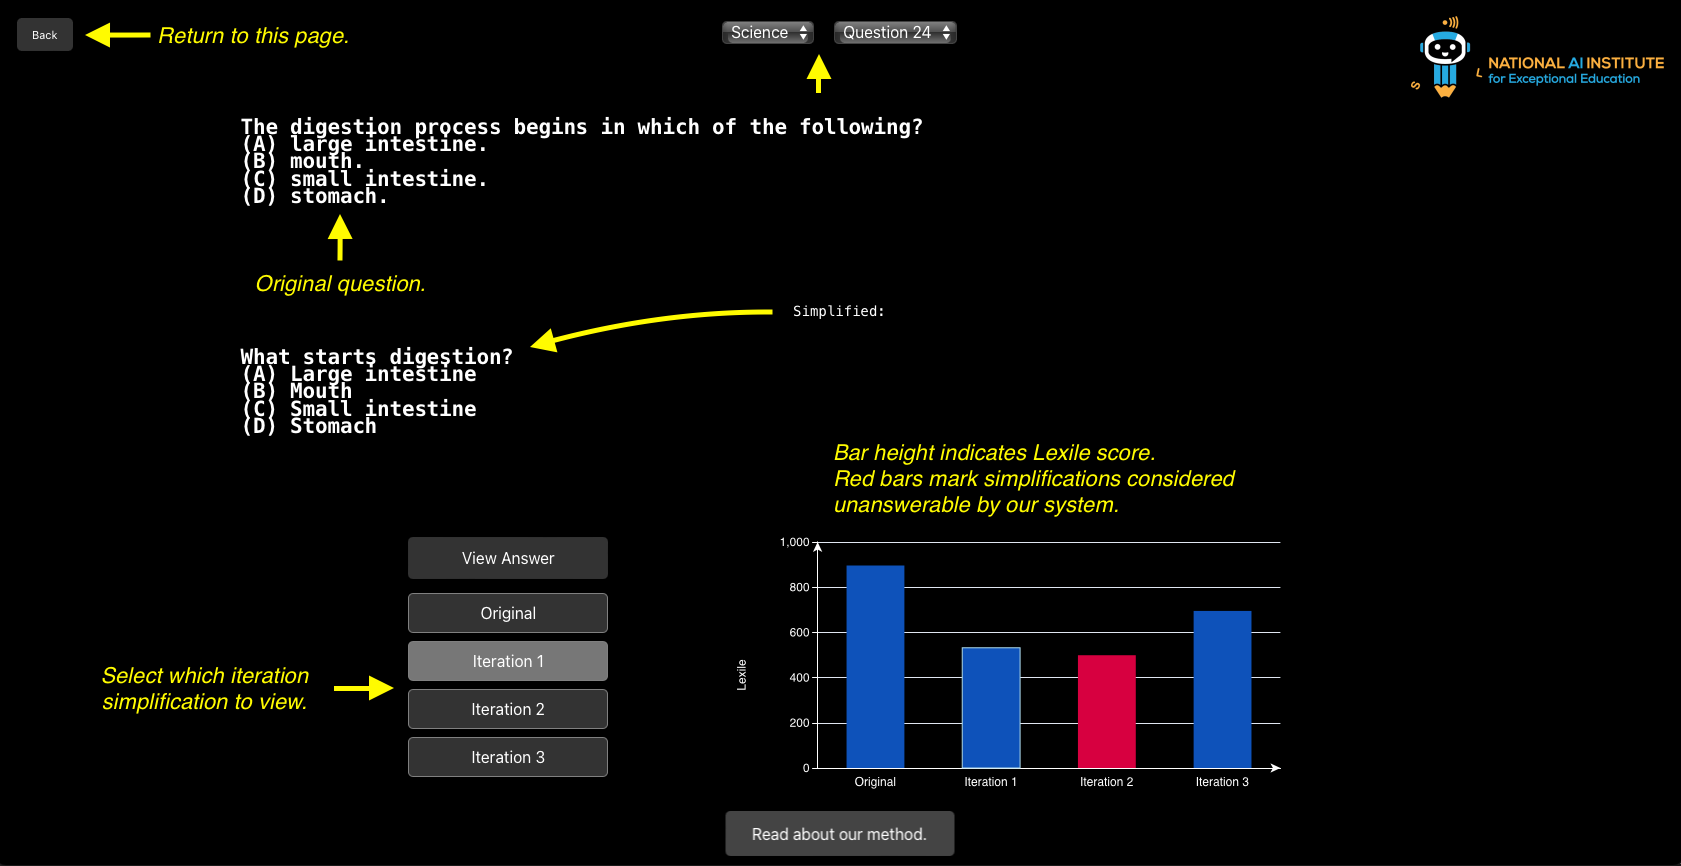 Back
Return to this page.
Science
Question 24
S
L
NATIONAL AI INSTITUTE
for Exceptional Education
The digestion process begins in which of the following?
(A) large intestine.
(B) mouth.
(C) small intestine.
(D) stomach.
Original question.
Simplified:
What starts digestion?
(A) Large intestine
(B) Mouth
(C) Small intestine
(D) Stomach
Bar height indicates Lexile score.
Red bars mark simplifications considered
unanswerable by our system.
View Answer
Original
Iteration 1
Iteration 2
Iteration 3
Select which iteration
simplification to view.
Lexile
1,000
800
600
400
200
0
Original
Iteration 1
Iteration 2
Iteration 3
Read about our method.